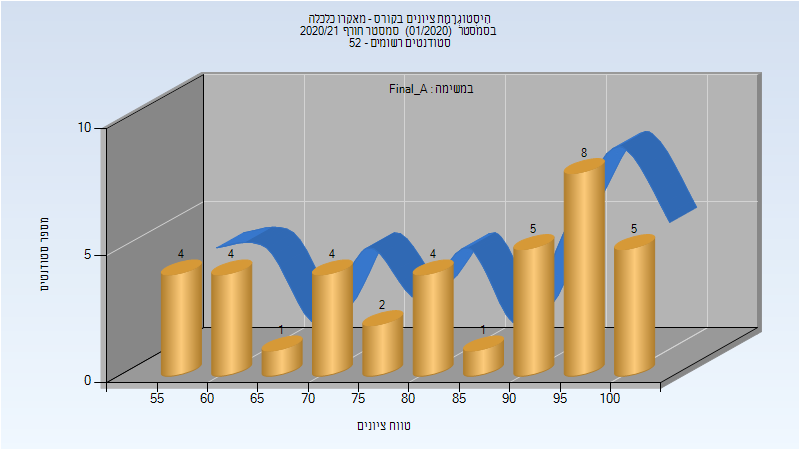 היסטוגרמת ציונים בקורס - מאקרו כלכלה
בסמסטר (01/2020) סמסטר חורף 2020/21
סטודנטים רשומים - 52
במשימה : Final_A
מספר סטודנטים
10
5
0
4
4
1
4
2
4
1
5
8
5
55 60 65 70 75 80 85 90 95 100
טווח ציונים